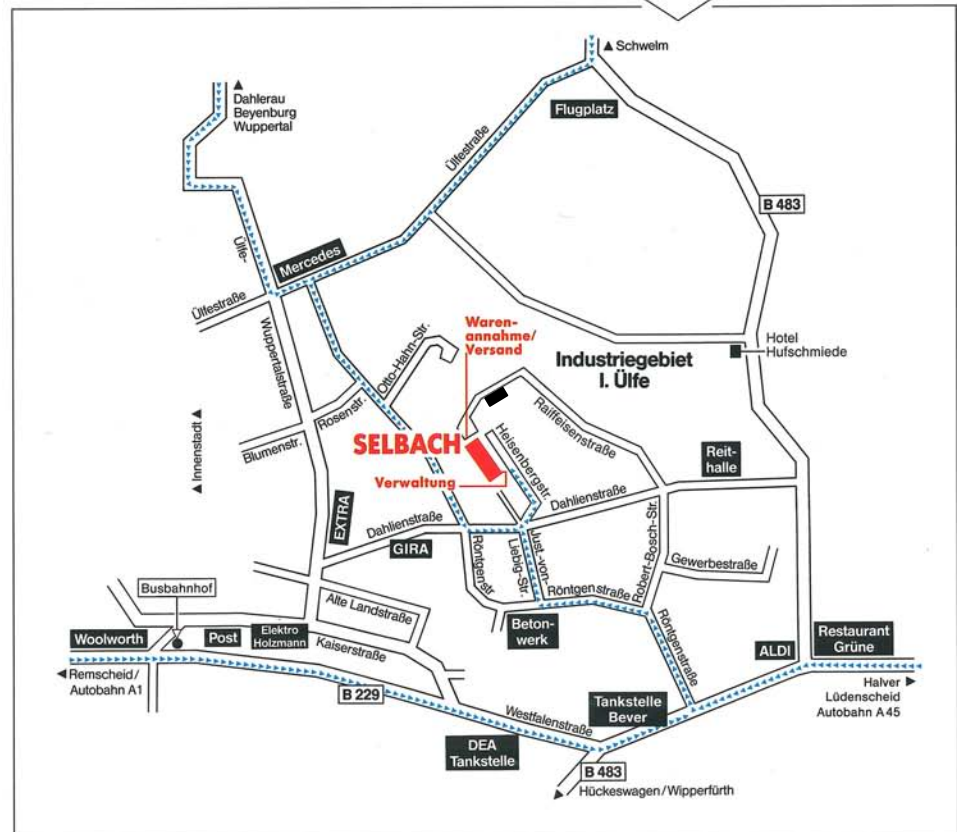 Schwelm
Dahlerau
Beyenburg
Wuppertal
Flugplatz
Ülfestraße
B 483
Ülfe-
Mercedes
Ülfestraße
Wuppertalstraße
Otto-Hahn-Str.
Waren-
annahme/
Versand
Industriegebiet
I. Ülfe
Hotel
Hufschmiede
Rosenstr.
Blumenstr.
Innenstadt
SELBACH
Verwaltung
Heisenbergstr.
Raiffeisenstraße
Reit-
halle
EXTRA
Dahlienstraße
Dahlienstraße
GIRA
Röntgenstr
Just.-von-
Liebig-Str.
Robert-Bosch-Str.
Gewerbestraße
Röntgenstraße
Busbahnhof
Alte Landstraße
Beton-
werk
Woolworth
Post
Elektro
Holzmann
Kaiserstraße
Röntgenstraße
ALDI
Restaurant
Grüne
Remscheid/
Autobahn A1
B 229
Halver
Lüdenscheid
Autobahn A 45
Tankstelle
Bever
Westfalenstraße
DEA
Tankstelle
B 483
Hückeswagen/Wipperfürth